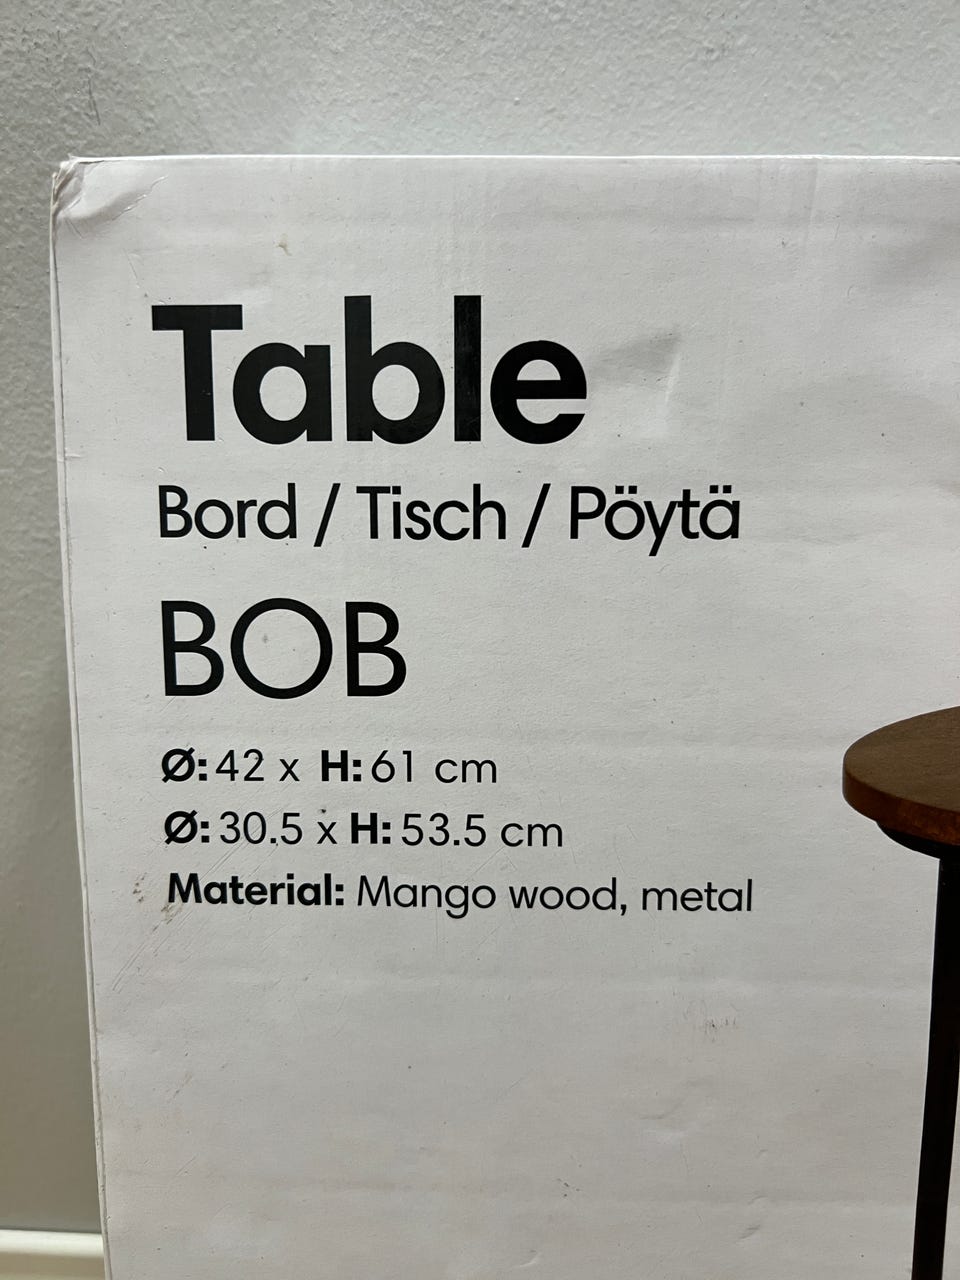 Table
Bord / Tisch / Pöytä
BOB
Ø: 42 x H: 61 cm
Ø: 30.5 x H: 53.5 cm
Material: Mango wood, metal